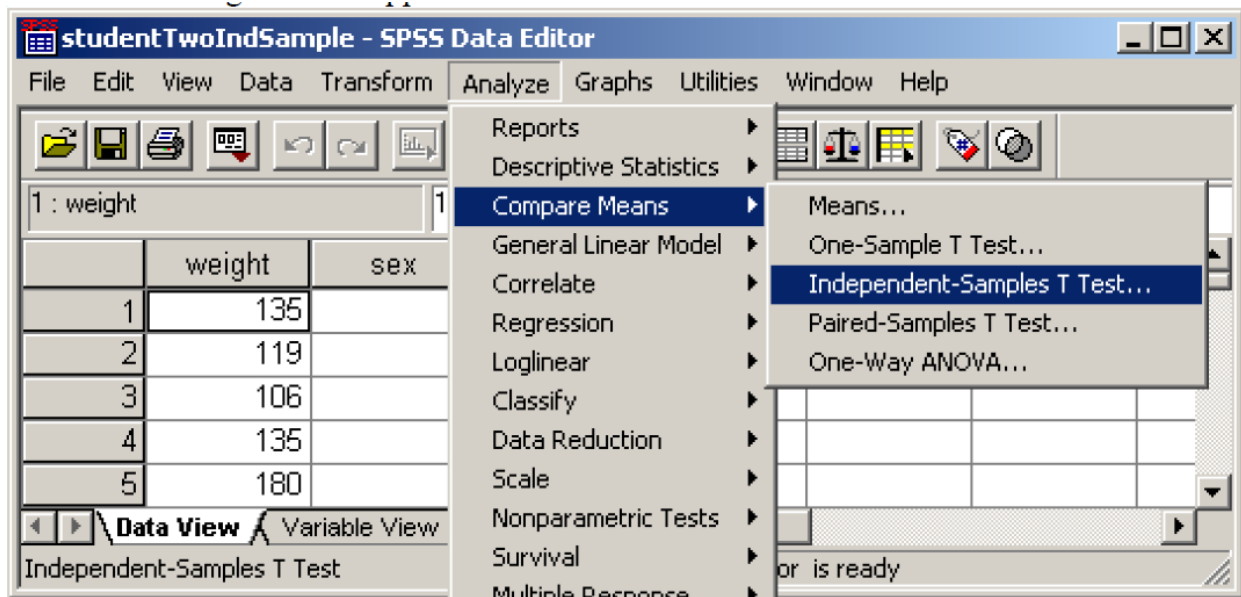 studentTwoIndSample - SPSS Data Editor
File Edit View Data Transform Analyze Graphs Utilities Window Help
1 : weight
1
weight sex
1 135
2 119
3 106
4 135
5 180
Reports
Descriptive Statistics
Compare Means
General Linear Model
Correlate
Regression
Loglinear
Classify
Data Reduction
Scale
Nonparametric Tests
Survival
Multiple Response
Means...
One-Sample T Test...
Independent-Samples T Test...
Paired-Samples T Test...
One-Way ANOVA...
Data View Variable View
Independent-Samples T Test
or is ready